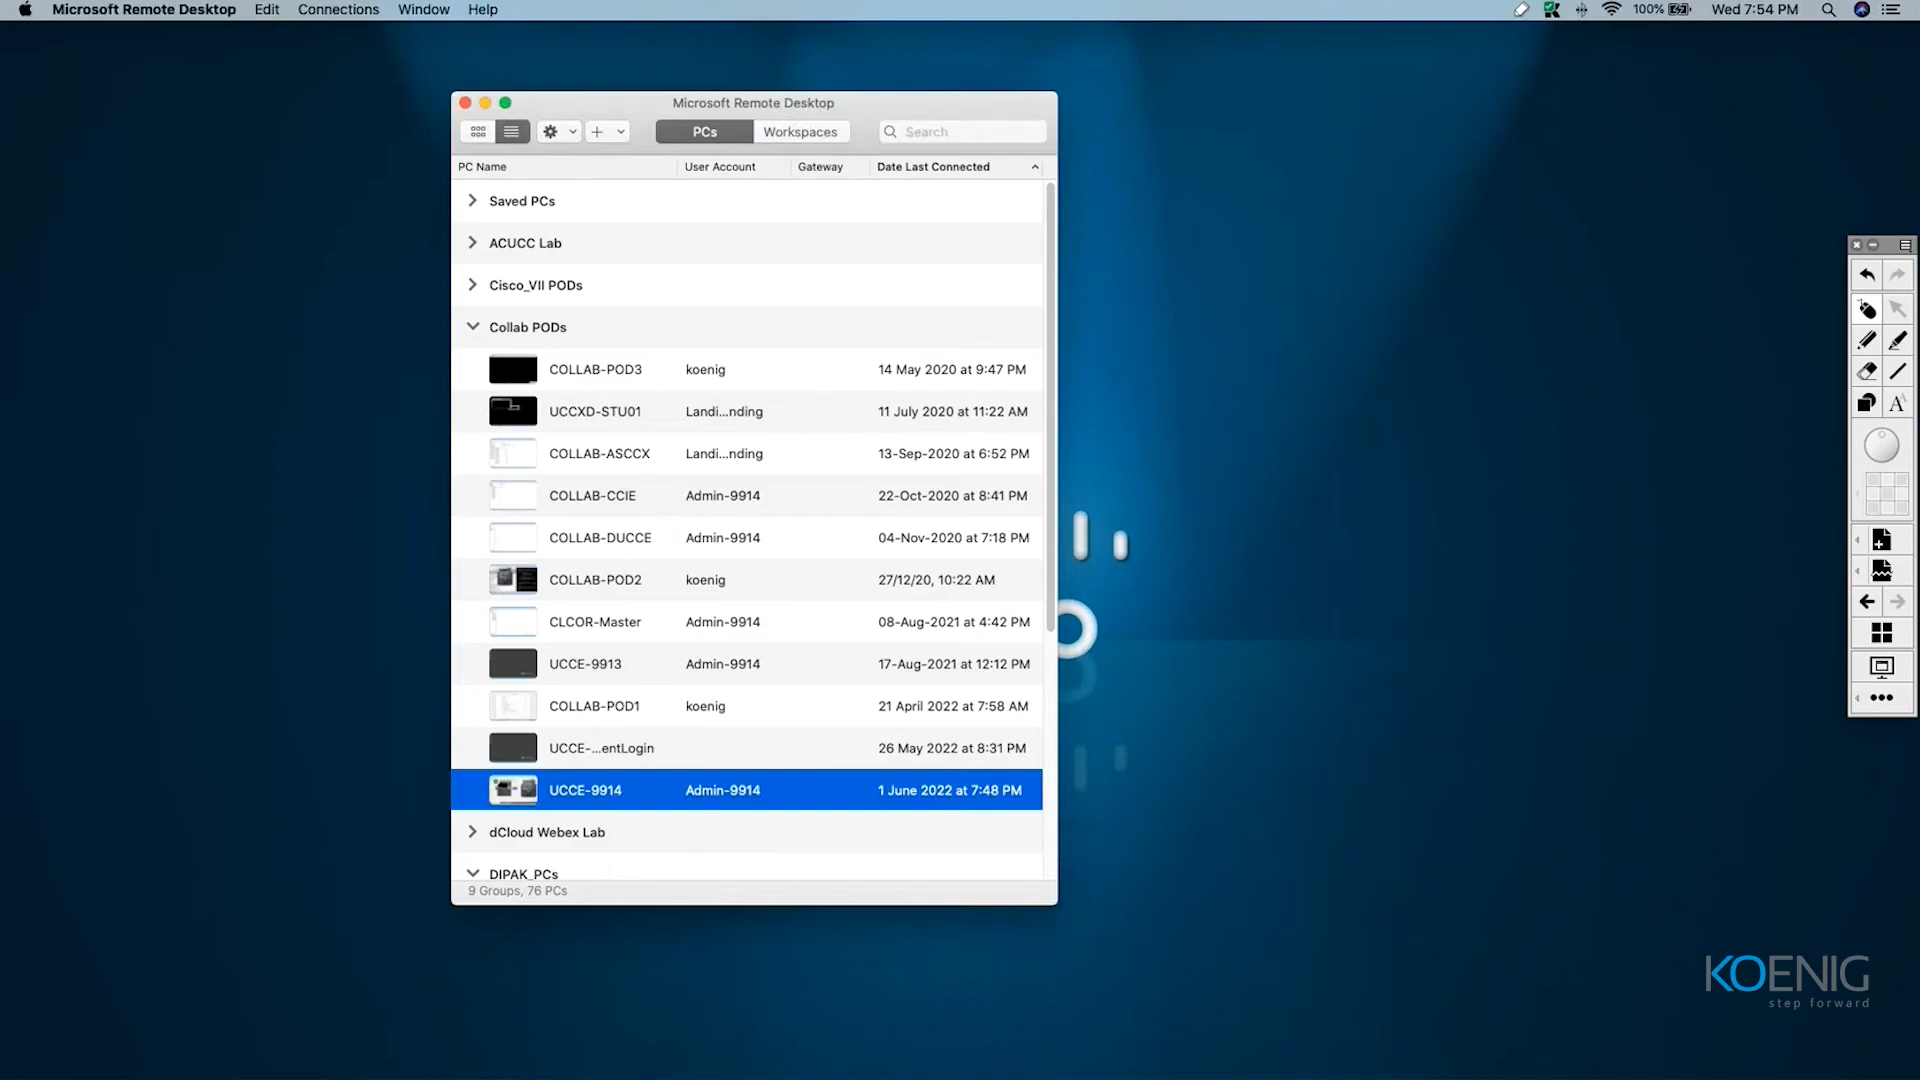 Microsoft Remote Desktop Edit Connections Window Help 100% Wed 7:54 PM
Microsoft Remote Desktop
PCs Workspaces Search
PC Name User Account Gateway Date Last Connected
Saved PCs
ACUCC Lab
Cisco_VII PODs
Collab PODs
COLLAB-POD3 koenig 14 May 2020 at 9:47 PM
UCCXD-STU01 Landi...nding 11 July 2020 at 11:22 AM
COLLAB-ASCCX Landi...nding 13-Sep-2020 at 6:52 PM
COLLAB-CCIE Admin-9914 22-Oct-2020 at 8:41 PM
COLLAB-DUCCE Admin-9914 04-Nov-2020 at 7:18 PM
COLLAB-POD2 koenig 27/12/20, 10:22 AM
CLCOR-Master Admin-9914 08-Aug-2021 at 4:42 PM
UCCE-9913 Admin-9914 17-Aug-2021 at 12:12 PM
COLLAB-POD1 koenig 21 April 2022 at 7:58 AM
UCCE-...entLogin 26 May 2022 at 8:31 PM
UCCE-9914 Admin-9914 1 June 2022 at 7:48 PM
dCloud Webex Lab
DIPAK_PCs
9 Groups, 76 PCs
A
KOENIG
step forward